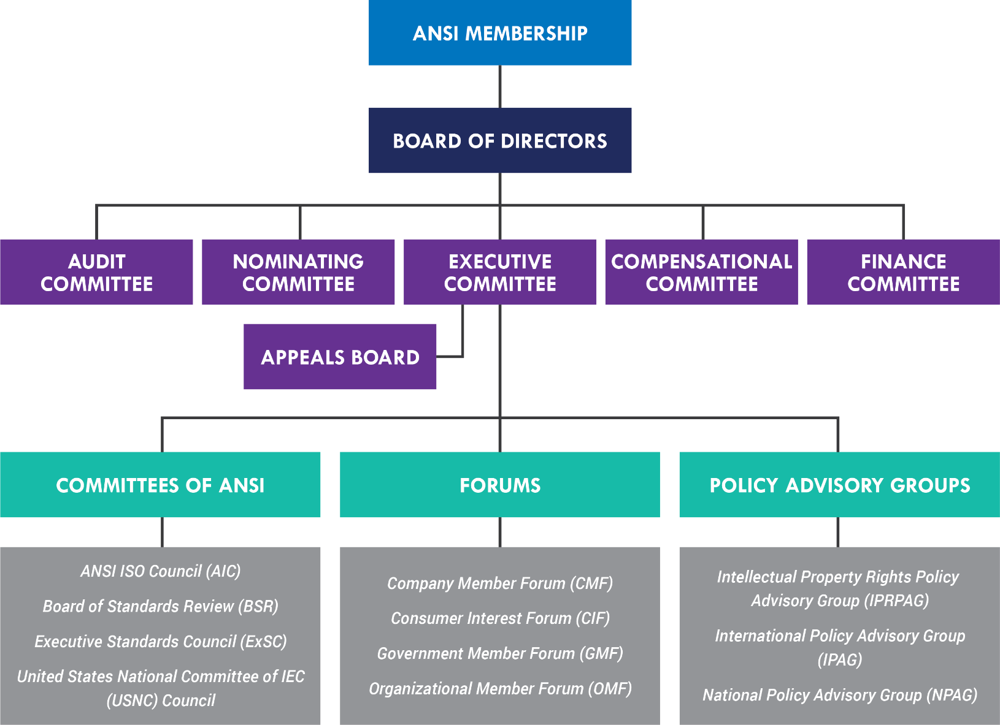 ANSI MEMBERSHIP
BOARD OF DIRECTORS
AUDIT
COMMITTEE
NOMINATING
COMMITTEE
EXECUTIVE
COMMITTEE
COMPENSATIONAL
COMMITTEE
FINANCE
COMMITTEE
APPEALS BOARD
COMMITTEES OF ANSI
ANSI ISO Council (AIC)
Board of Standards Review (BSR)
Executive Standards Council (ExSC)
United States National Committee of IEC
(USNC) Council
FORUMS
Company Member Forum (CMF)
Consumer Interest Forum (CIF)
Government Member Forum (GMF)
Organizational Member Forum (OMF)
POLICY ADVISORY GROUPS
Intellectual Property Rights Policy
Advisory Group (IPRPAG)
International Policy Advisory Group
(IPAG)
National Policy Advisory Group (NPAG)